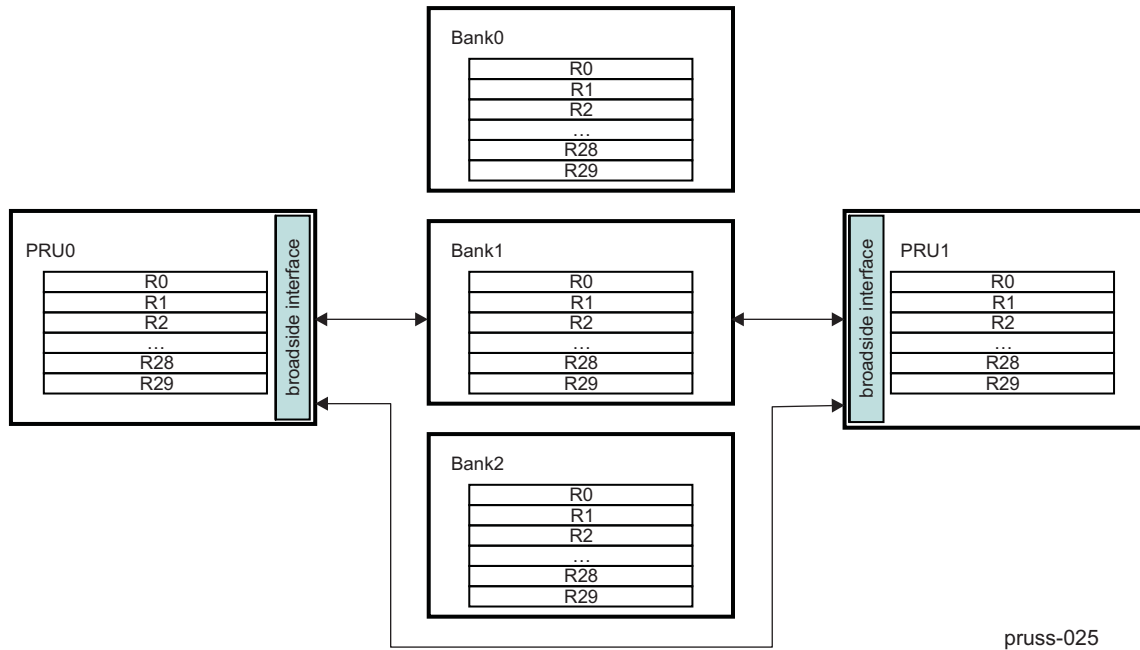 Bank0
R0
R1
R2
...
R28
R29
PRU0
R0
R1
R2
...
R28
R29
broadside interface
Bank1
R0
R1
R2
...
R28
R29
broadside interface
PRU1
R0
R1
R2
...
R28
R29
Bank2
R0
R1
R2
...
R28
R29
pruss-025